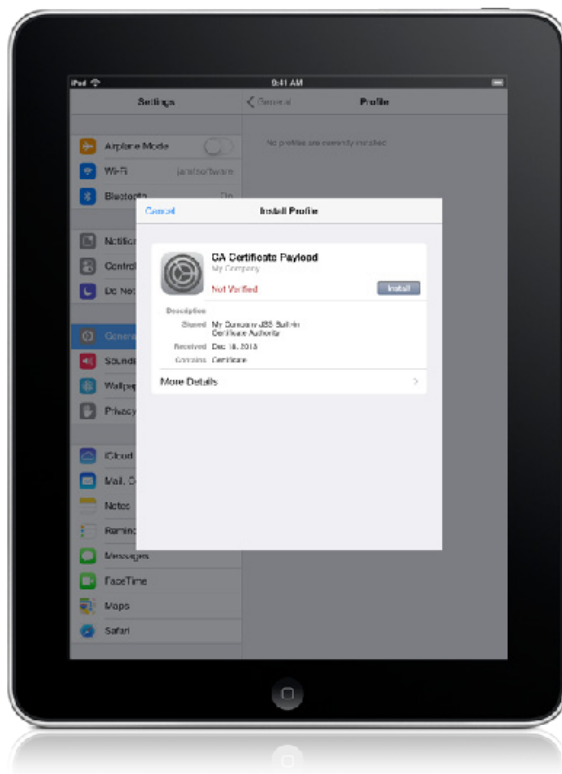 iPad
9:41 AM
Settings
General
Profile
Airplane Mode
No profiles are currently installed
Wi-Fi
jamfsoftware
Bluetooth
On
Cancel
Install Profile
Notific
CA Certificate Payload
My Company
Control
Not Verified
Install
Do Not
Description
Signed My Company JSS Built-in
Certificate Authority
General
Received Dec 18, 2013
Sounds
Contains Certificate
More Details
Wallpap
Privacy
iCloud
Mail, C
Notes
Remind
Messages
FaceTime
Maps
Safari